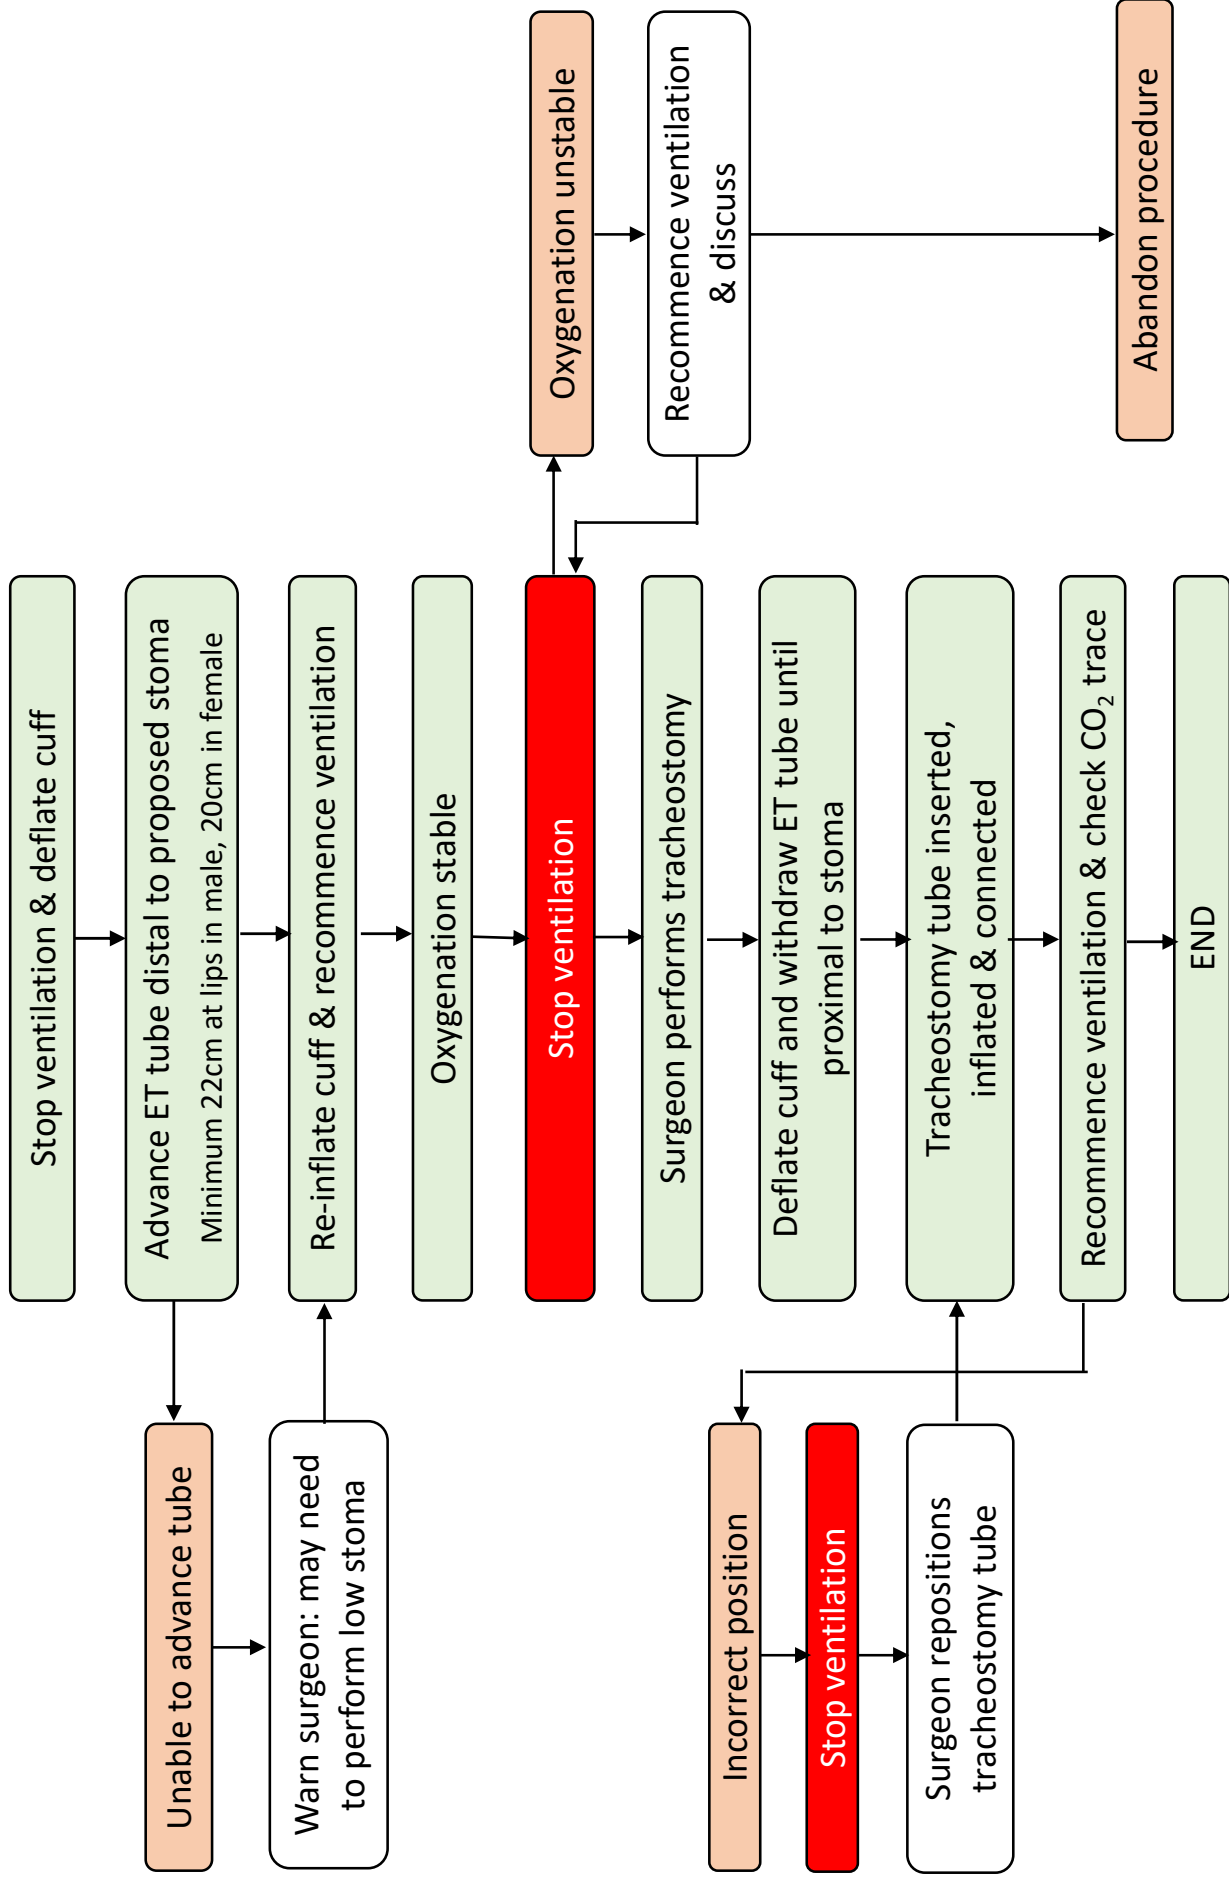 Stop ventilation & deflate cuff
Advance ET tube distal to proposed stoma
Minimum 22cm at lips in male, 20cm in female
Unable to advance tube
Warn surgeon: may need
to perform low stoma
Re-inflate cuff & recommence ventilation
Oxygenation stable
Stop ventilation
Oxygenation unstable
Recommence ventilation
& discuss
Abandon procedure
Surgeon performs tracheostomy
Deflate cuff and withdraw ET tube until
proximal to stoma
Tracheostomy tube inserted,
inflated & connected
Recommence ventilation & check CO₂ trace
Incorrect position
Stop ventilation
Surgeon repositions
tracheostomy tube
END